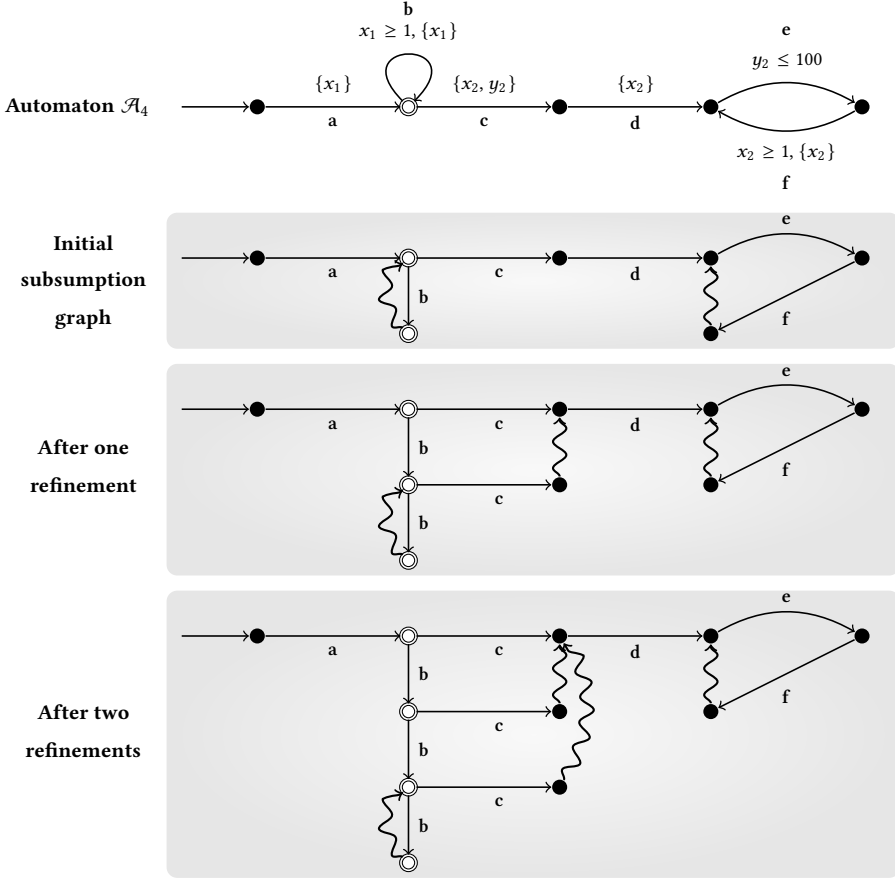 b
x₁ ≥ 1, {x₁}
e
y₂ ≤ 100
{x₁}
{x₂, y₂}
{x₂}
Automaton 𝒜₄
a
c
d
x₂ ≥ 1, {x₂}
f
e
Initial
subsumption
graph
a
c
d
b
f
e
a
c
d
After one
refinement
b
f
c
b
e
a
c
d
After two
refinements
b
f
c
b
c
b